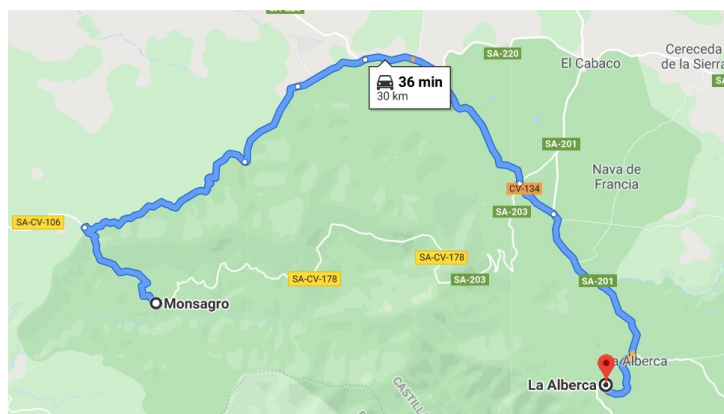 SA-220
Cereceda
de la Sierra
El Cabaco
36 min
30 km
SA-201
Nava de
Francia
CV-134
SA-203
SA-CV-106
SA-CV-178
SA-CV-178
SA-203
SA-201
Monsagro
La Alberca
La Alberca